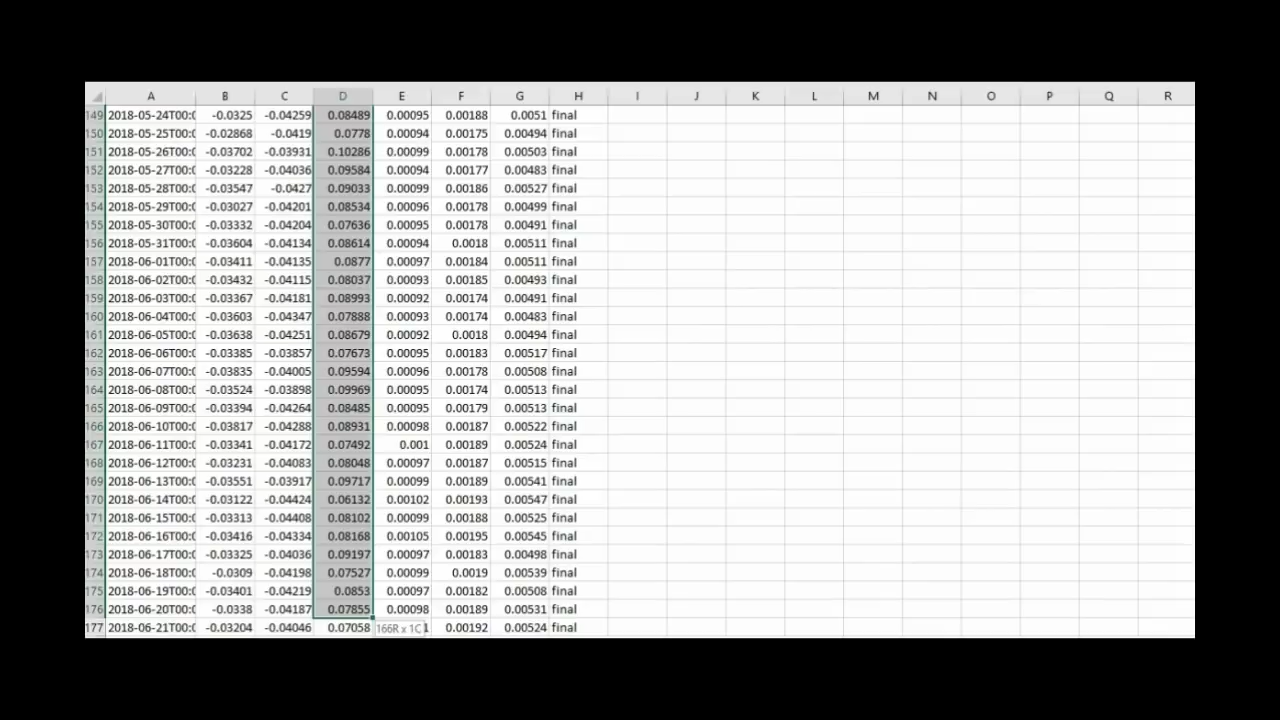 A B C D E F G H I J K L M N O P Q R
149 2018-05-24T00:0 -0.0325 -0.04259 0.08489 0.00095 0.00188 0.0051 final
150 2018-05-25T00:0 -0.02868 -0.0419 0.0778 0.00094 0.00175 0.00494 final
151 2018-05-26T00:0 -0.03702 -0.03931 0.10286 0.00099 0.00178 0.00503 final
152 2018-05-27T00:0 -0.03228 -0.04036 0.09584 0.00094 0.00177 0.00483 final
153 2018-05-28T00:0 -0.03547 -0.0427 0.09033 0.00099 0.00186 0.00527 final
154 2018-05-29T00:0 -0.03027 -0.04201 0.08534 0.00096 0.00178 0.00499 final
155 2018-05-30T00:0 -0.03332 -0.04204 0.07636 0.00095 0.00178 0.00491 final
156 2018-05-31T00:0 -0.03604 -0.04134 0.08614 0.00094 0.0018 0.00511 final
157 2018-06-01T00:0 -0.03411 -0.04135 0.0877 0.00097 0.00184 0.00511 final
158 2018-06-02T00:0 -0.03432 -0.04115 0.08037 0.00093 0.00185 0.00493 final
159 2018-06-03T00:0 -0.03367 -0.04181 0.08993 0.00092 0.00174 0.00491 final
160 2018-06-04T00:0 -0.03603 -0.04347 0.07888 0.00093 0.00174 0.00483 final
161 2018-06-05T00:0 -0.03638 -0.04251 0.08679 0.00092 0.0018 0.00494 final
162 2018-06-06T00:0 -0.03385 -0.03857 0.07673 0.00095 0.00183 0.00517 final
163 2018-06-07T00:0 -0.03835 -0.04005 0.09594 0.00096 0.00178 0.00508 final
164 2018-06-08T00:0 -0.03524 -0.03898 0.09969 0.00095 0.00174 0.00513 final
165 2018-06-09T00:0 -0.03394 -0.04264 0.08485 0.00095 0.00179 0.00513 final
166 2018-06-10T00:0 -0.03817 -0.04288 0.08931 0.00098 0.00187 0.00522 final
167 2018-06-11T00:0 -0.03341 -0.04172 0.07492 0.001 0.00189 0.00524 final
168 2018-06-12T00:0 -0.03231 -0.04083 0.08048 0.00097 0.00187 0.00515 final
169 2018-06-13T00:0 -0.03551 -0.03917 0.09717 0.00099 0.00189 0.00541 final
170 2018-06-14T00:0 -0.03122 -0.04424 0.06132 0.00102 0.00193 0.00547 final
171 2018-06-15T00:0 -0.03313 -0.04408 0.08102 0.00099 0.00188 0.00525 final
172 2018-06-16T00:0 -0.03416 -0.04334 0.08168 0.00105 0.00195 0.00545 final
173 2018-06-17T00:0 -0.03325 -0.04036 0.09197 0.00097 0.00183 0.00498 final
174 2018-06-18T00:0 -0.0309 -0.04198 0.07527 0.00099 0.0019 0.00539 final
175 2018-06-19T00:0 -0.03401 -0.04219 0.0853 0.00097 0.00182 0.00508 final
176 2018-06-20T00:0 -0.0338 -0.04187 0.07855 0.00098 0.00189 0.00531 final
177 2018-06-21T00:0 -0.03204 -0.04046 0.07058 166R x 1C 1 0.00192 0.00524 final